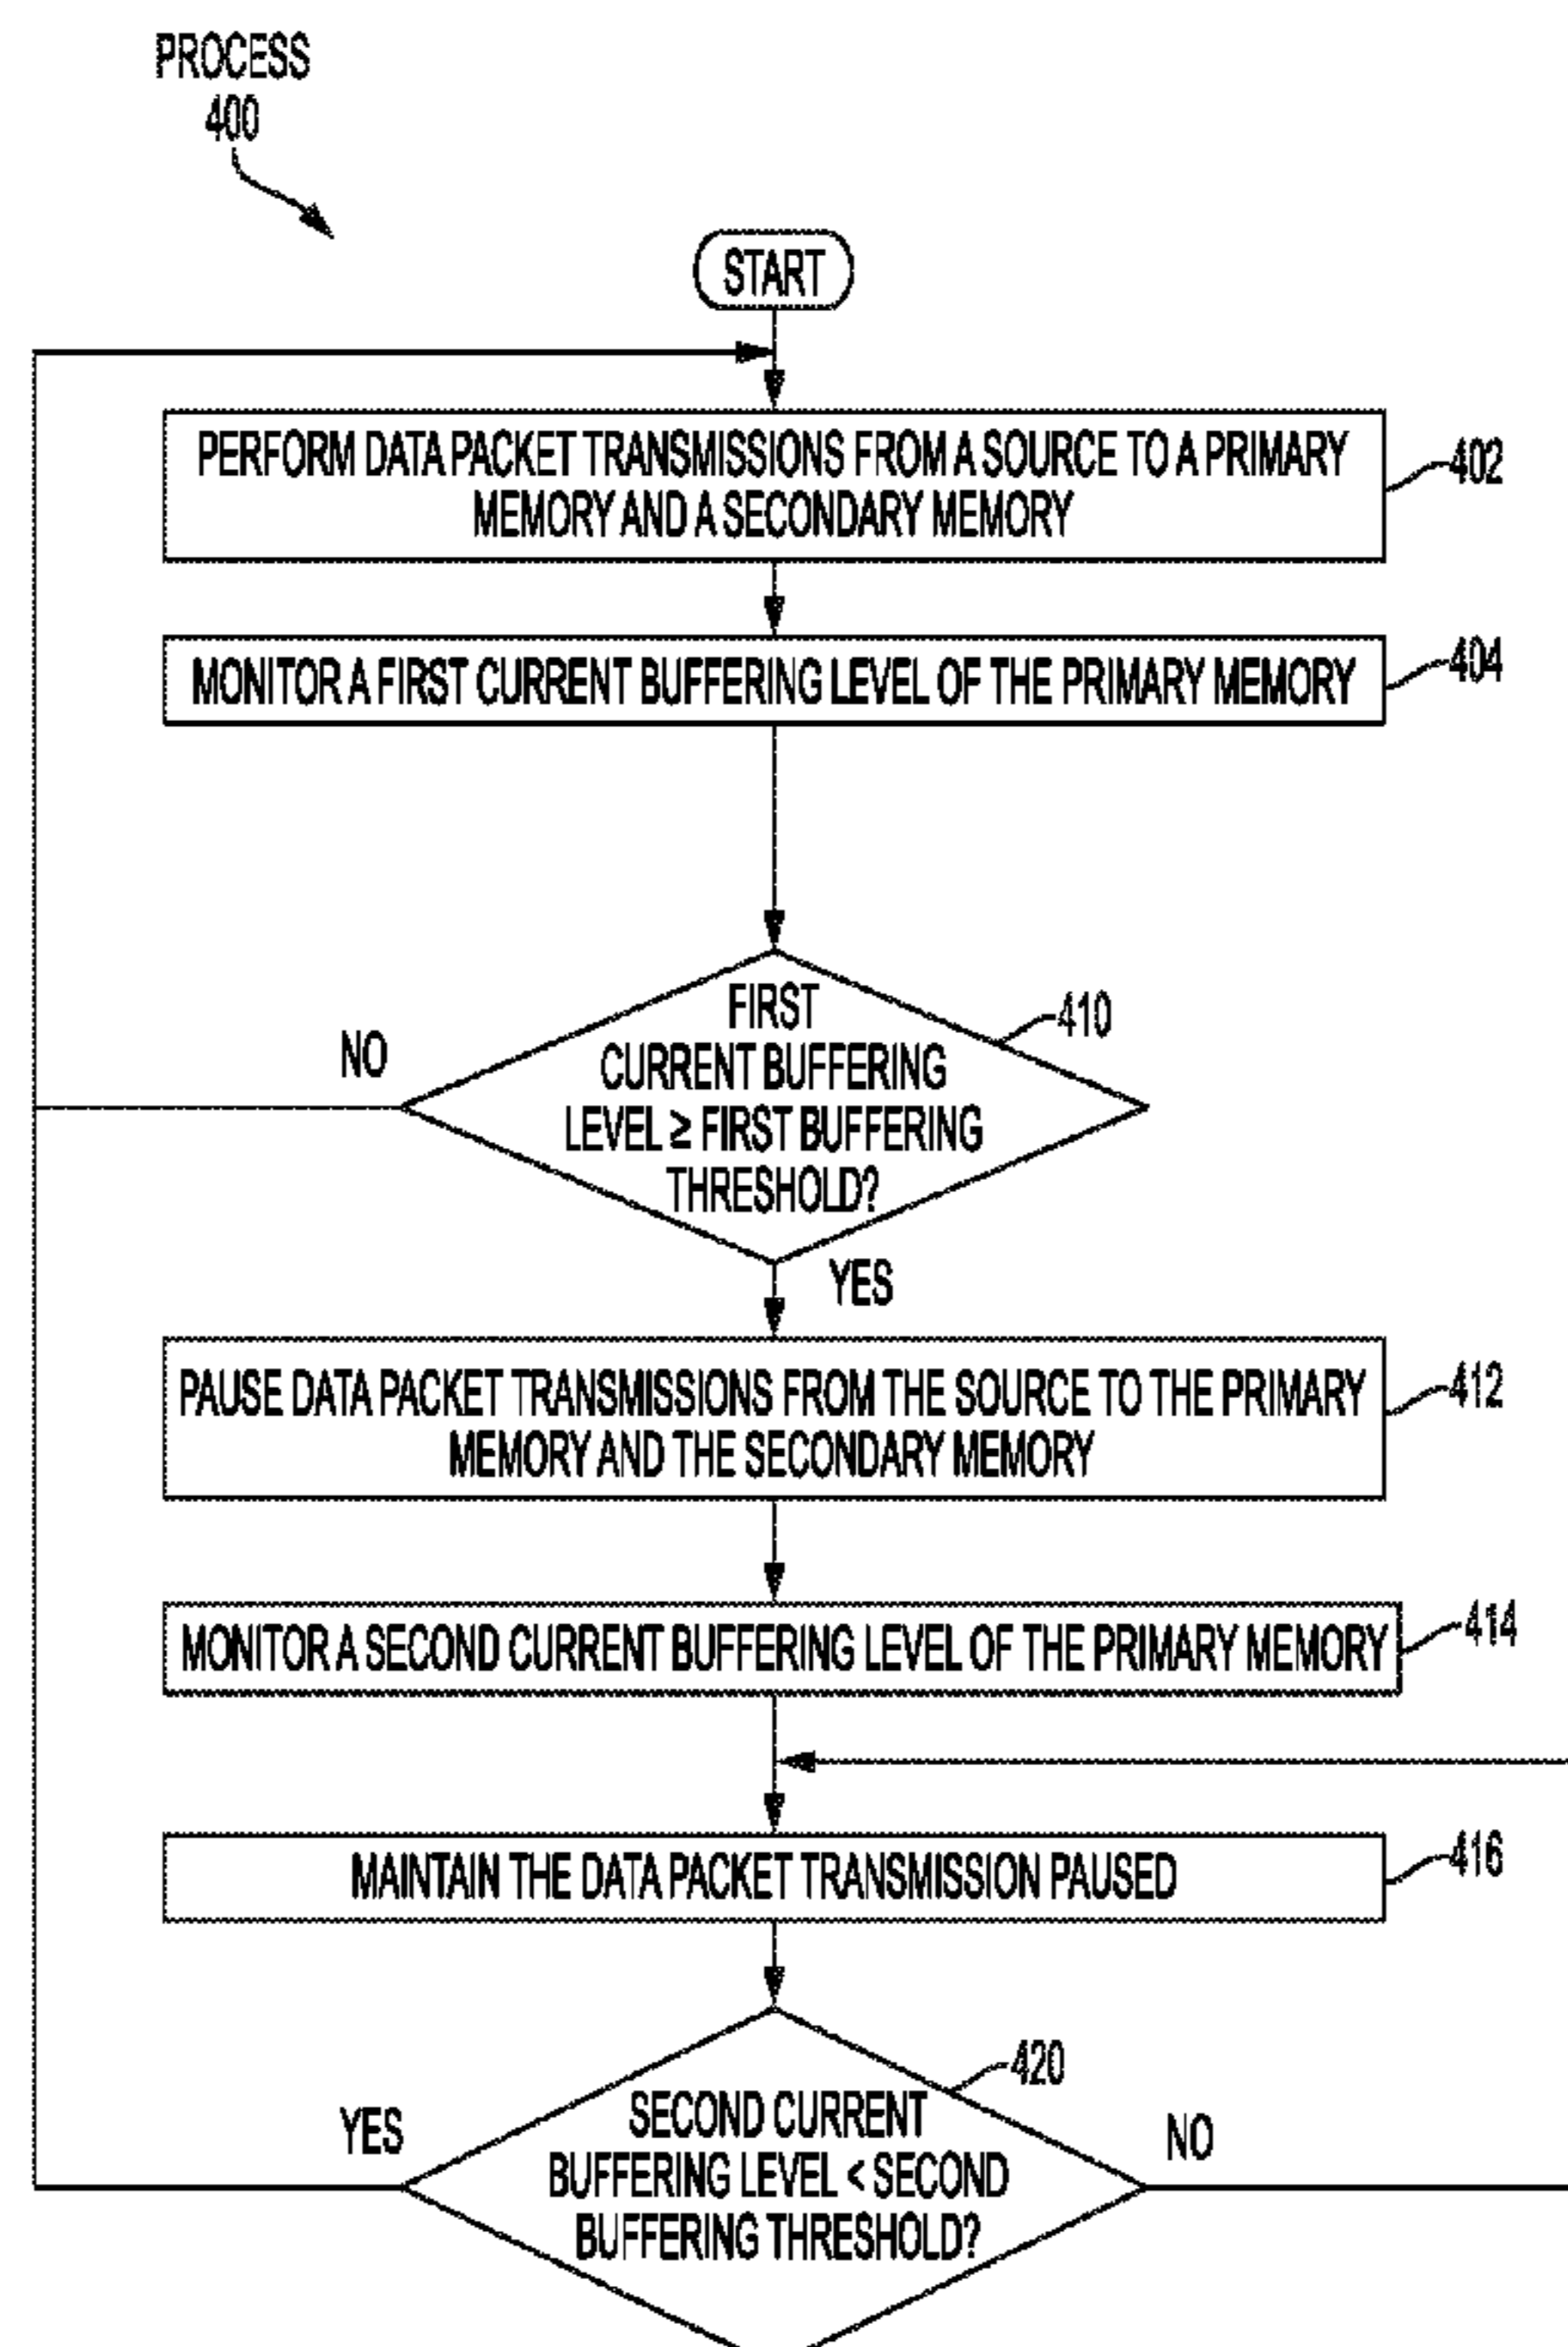 PROCESS
400
START
PERFORM DATA PACKET TRANSMISSIONS FROM A SOURCE TO A PRIMARY
MEMORY AND A SECONDARY MEMORY
402
MONITOR A FIRST CURRENT BUFFERING LEVEL OF THE PRIMARY MEMORY
404
FIRST
CURRENT BUFFERING
LEVEL ≥ FIRST BUFFERING
THRESHOLD?
410
NO
YES
PAUSE DATA PACKET TRANSMISSIONS FROM THE SOURCE TO THE PRIMARY
MEMORY AND THE SECONDARY MEMORY
412
MONITOR A SECOND CURRENT BUFFERING LEVEL OF THE PRIMARY MEMORY
414
MAINTAIN THE DATA PACKET TRANSMISSION PAUSED
416
SECOND CURRENT
BUFFERING LEVEL < SECOND
BUFFERING THRESHOLD?
420
YES
NO